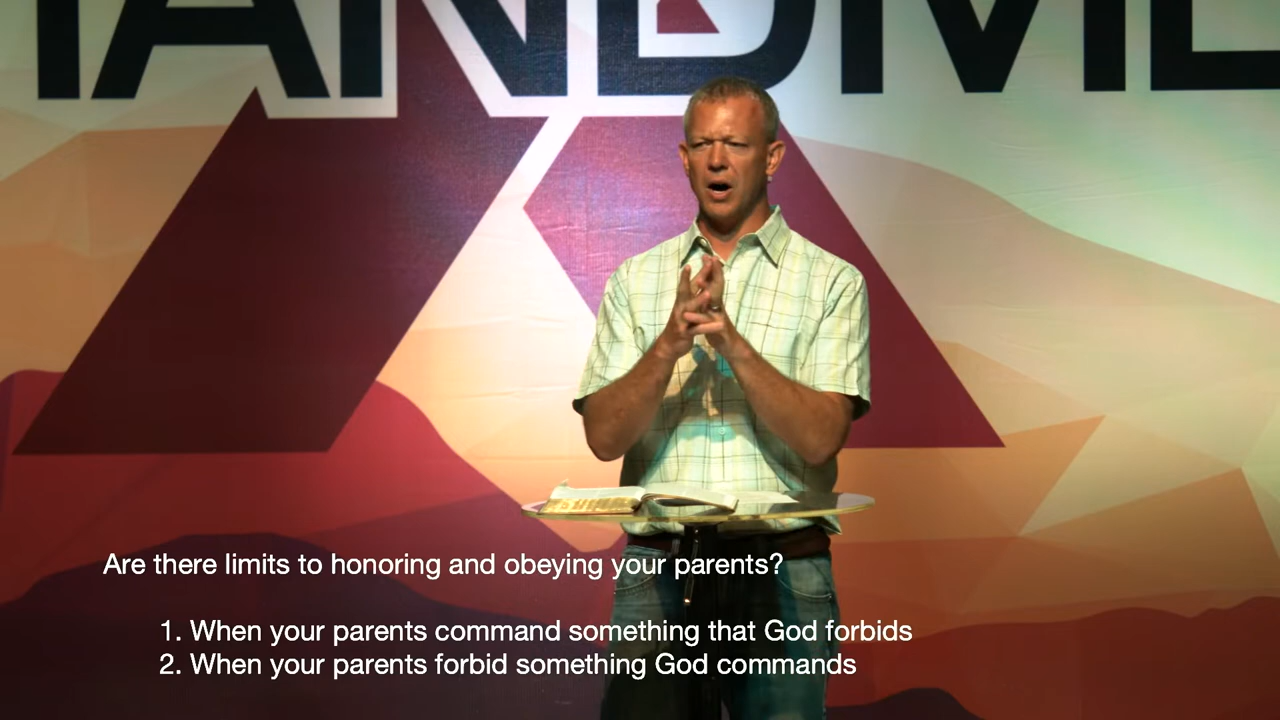 Are there limits to honoring and obeying your parents?
1. When your parents command something that God forbids
2. When your parents forbid something God commands